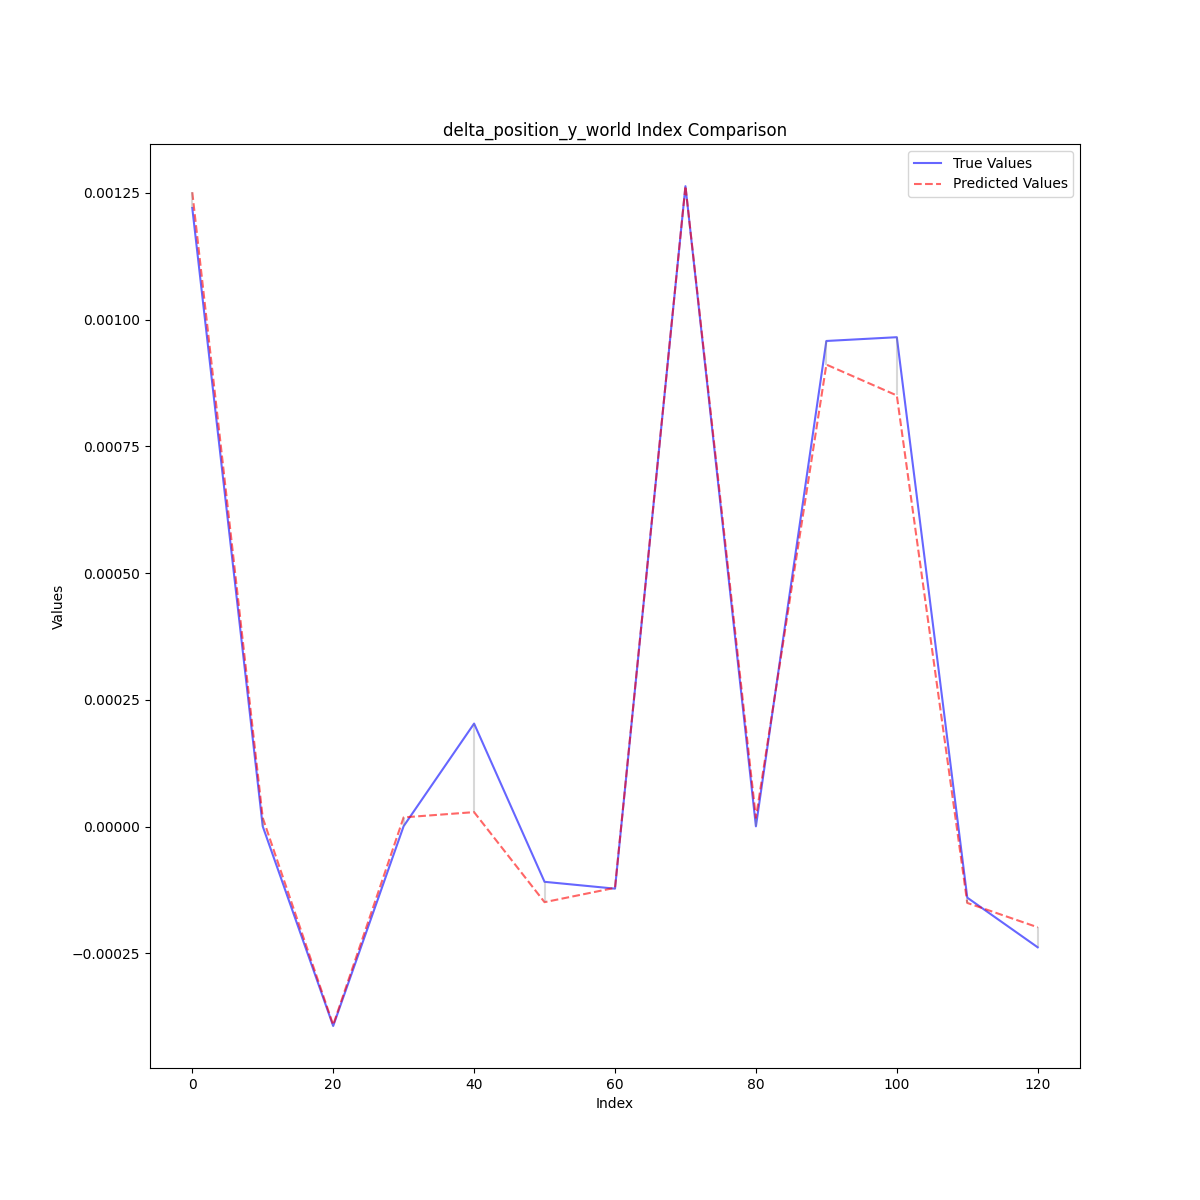 delta_position_y_world Index Comparison
True Values
Predicted Values
0.00125
0.00100
0.00075
0.00050
0.00025
0.00000
−0.00025
Values
0 20 40 60 80 100 120
Index